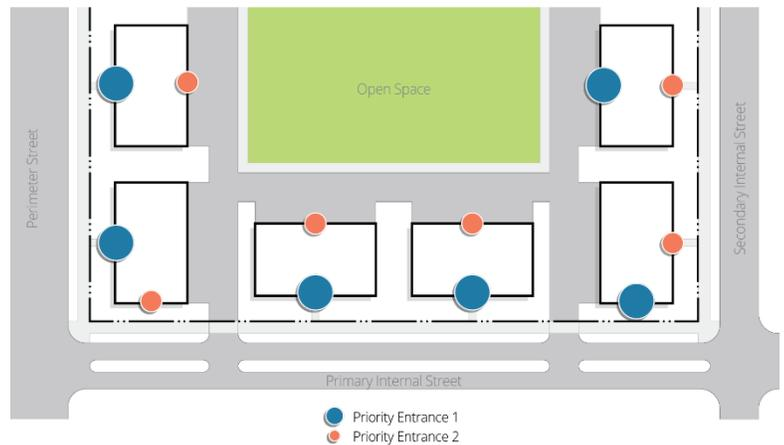 Open Space
Perimeter Street
Secondary Internal Street
Primary Internal Street
Priority Entrance 1
Priority Entrance 2